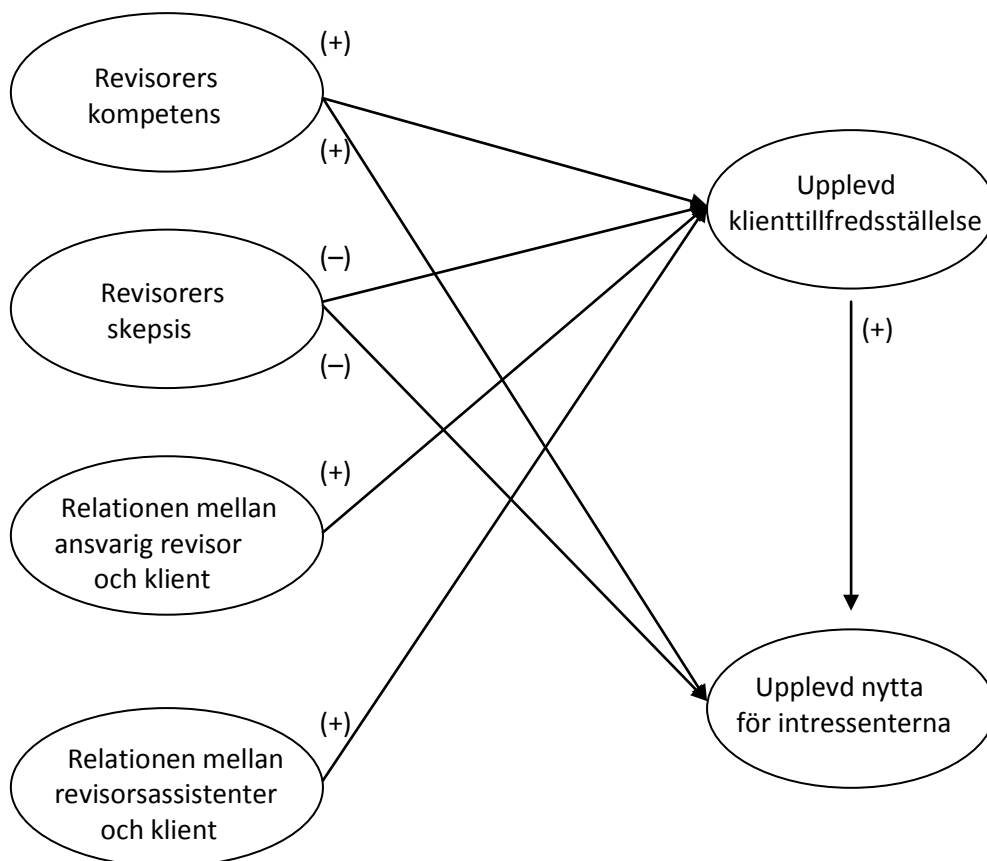 (+)
Revisorers
kompetens
(+)
Upplevd
klienttillfredsställelse
(–)
Revisorers
skepsis
(–)
(+)
(+)
Relationen mellan
ansvarig revisor
och klient
Upplevd nytta
för intressenterna
(+)
Relationen mellan
revisorsassistenter
och klient